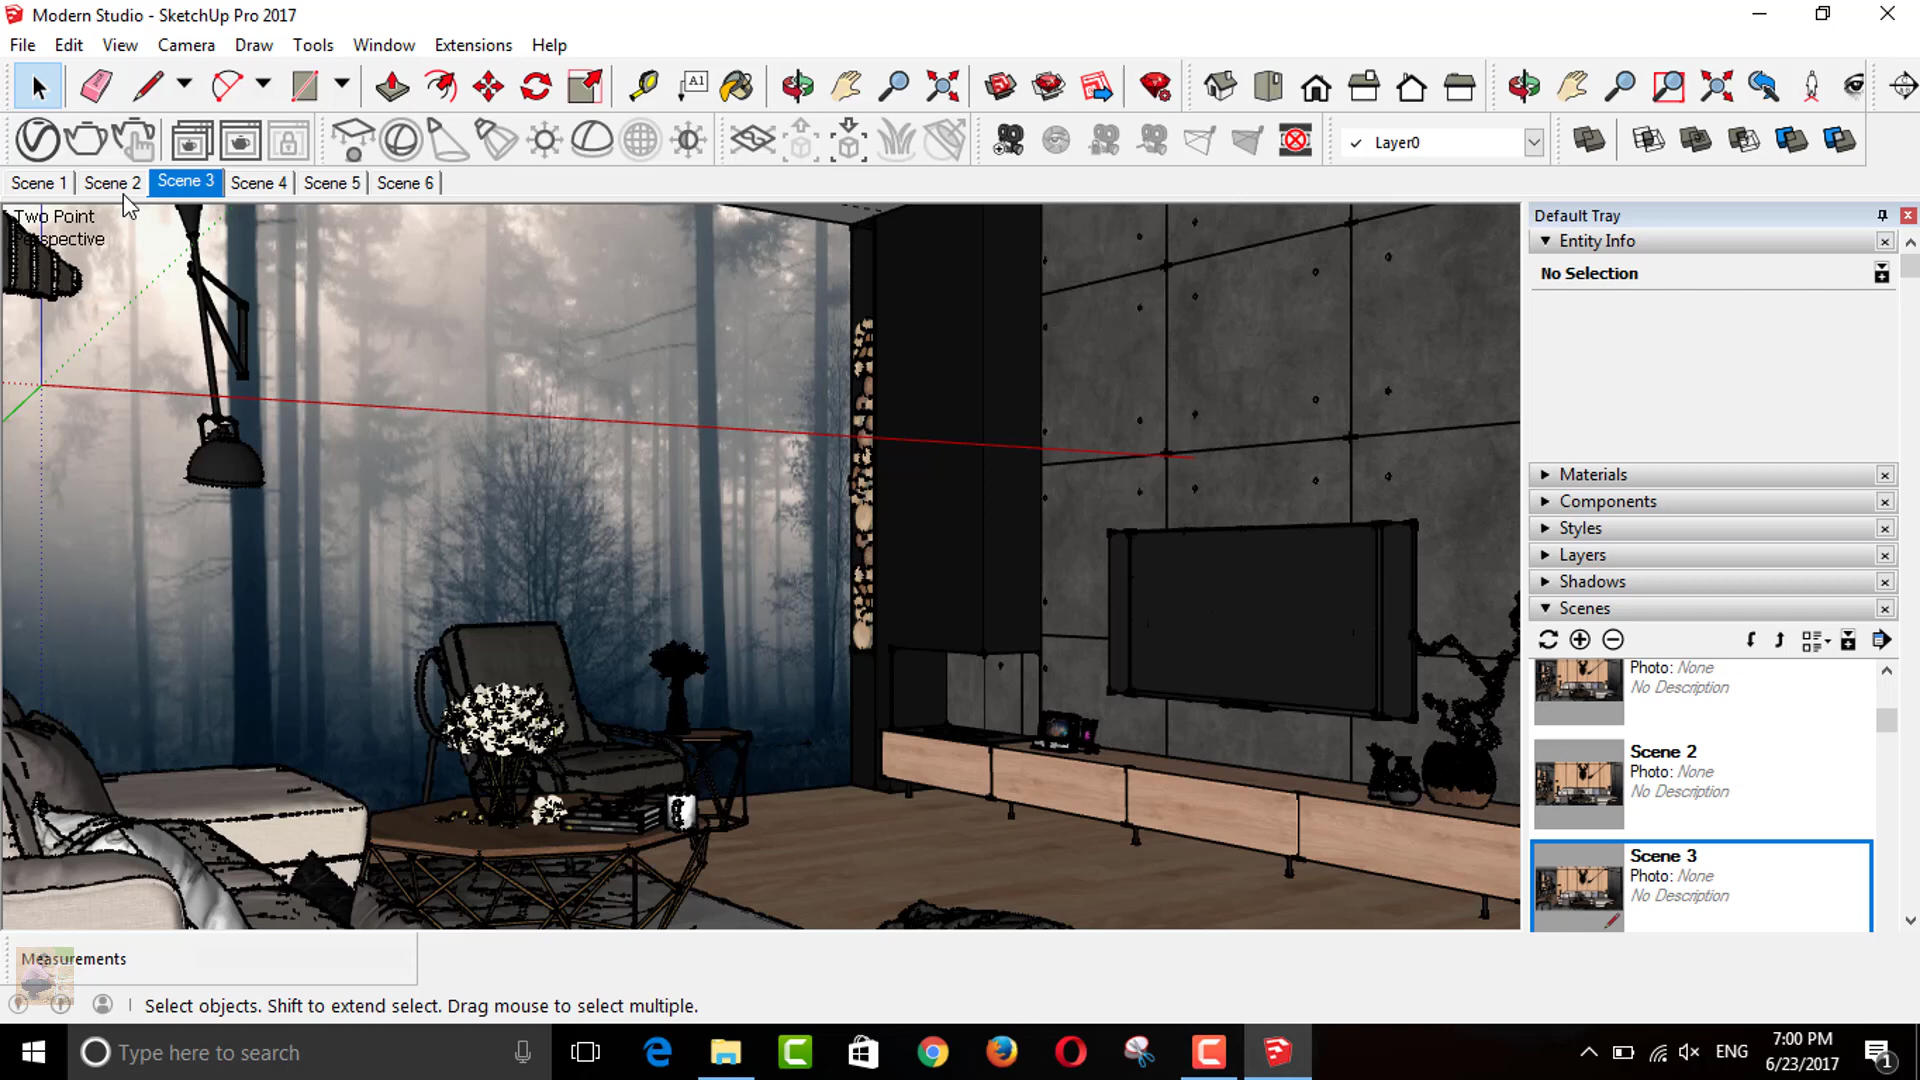 Modern Studio - SketchUp Pro 2017
File Edit View Camera Draw Tools Window Extensions Help
A1
Layer0
Scene 1 Scene 2 Scene 3 Scene 4 Scene 5 Scene 6
Two Point
Perspective
Default Tray
Entity Info
No Selection
Materials
Components
Styles
Layers
Shadows
Scenes
Photo: None
No Description
Scene 2
Photo: None
No Description
Scene 3
Photo: None
No Description
Measurements
Select objects. Shift to extend select. Drag mouse to select multiple.
Type here to search
ENG
7:00 PM
6/23/2017
1